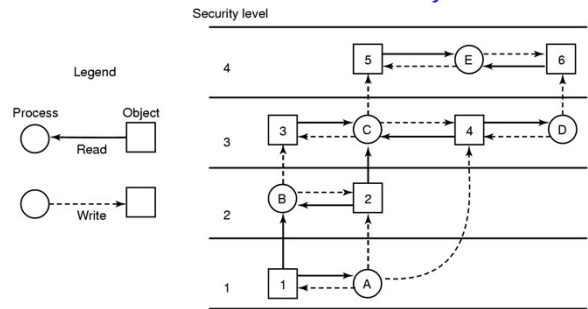 Security level
Legend
Process Object
Read
Write
4
5
E
6
3
3
C
4
D
2
B
2
1
1
A